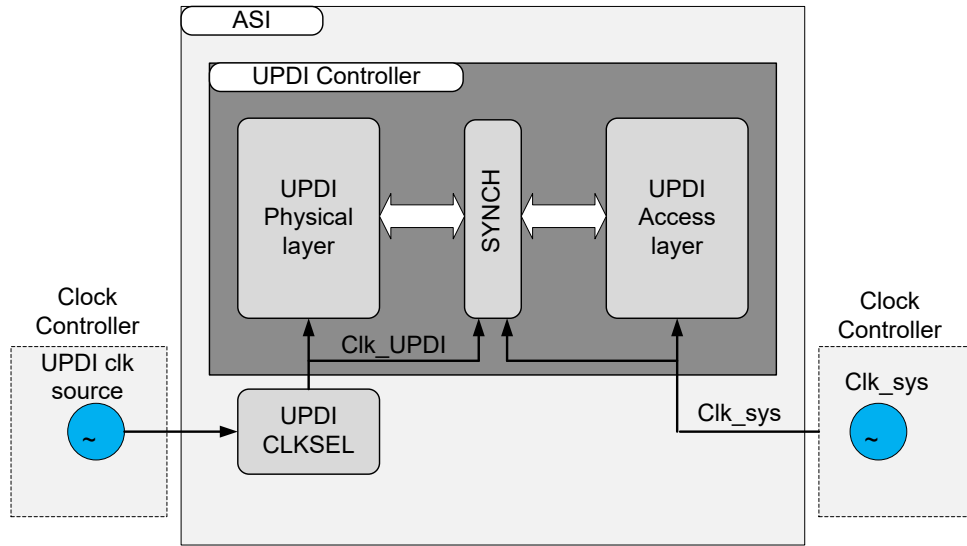 ASI
UPDI Controller
UPDI
Physical
layer
SYNCH
UPDI
Access
layer
Clock
Controller
UPDI clk
source
~
Clk_UPDI
UPDI
CLKSEL
Clk_sys
Clock
Controller
Clk_sys
~